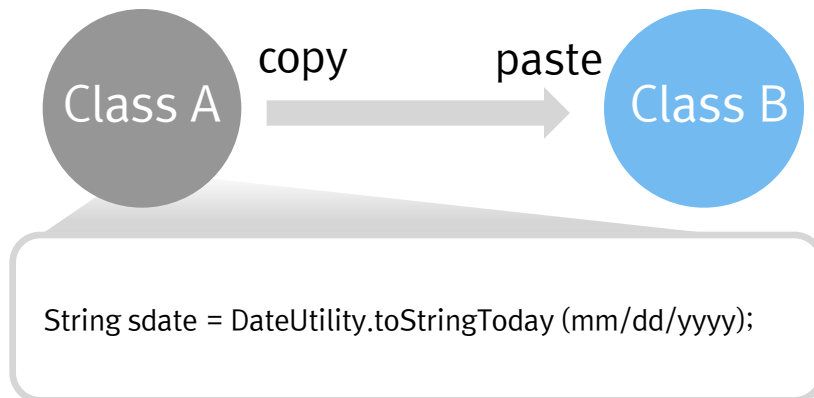 copy
paste
Class A
Class B
String sdate = DateUtility.toStringToday (mm/dd/yyyy);